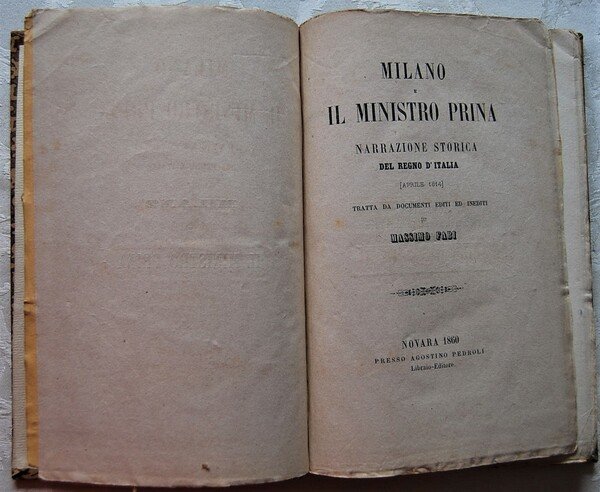 MILANO
E
IL MINISTRO PRINA
NARRAZIONE STORICA
DEL REGNO D'ITALIA
[APRILE 1814]
TRATTA DA DOCUMENTI EDITI ED INEDITI
DI
MASSIMO FABI
NOVARA 1860
PRESSO AGOSTINO PEDROLI
Libraio-Editore